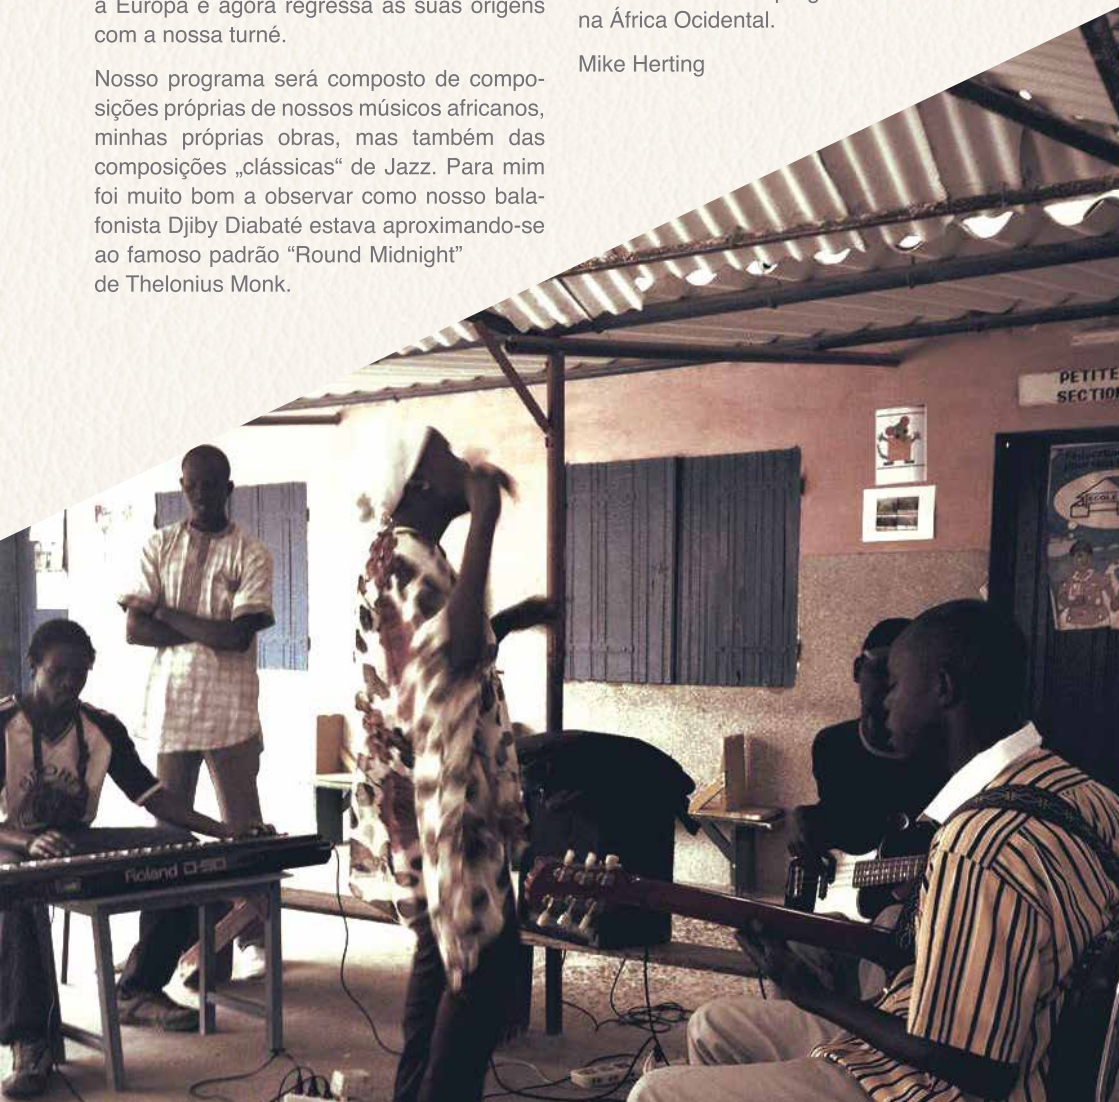 a Europa e agora regressa às suas origens
com a nossa turné.
Nosso programa será composto de compo-
sições próprias de nossos músicos africanos,
minhas próprias obras, mas também das
composições „clássicas“ de Jazz. Para mim
foi muito bom a observar como nosso bala-
fonista Djiby Diabaté estava aproximando-se
ao famoso padrão “Round Midnight”
de Thelonius Monk.
na África Ocidental.
Mike Herting
PETITE
SECTION
ECOLE
Roland D-50